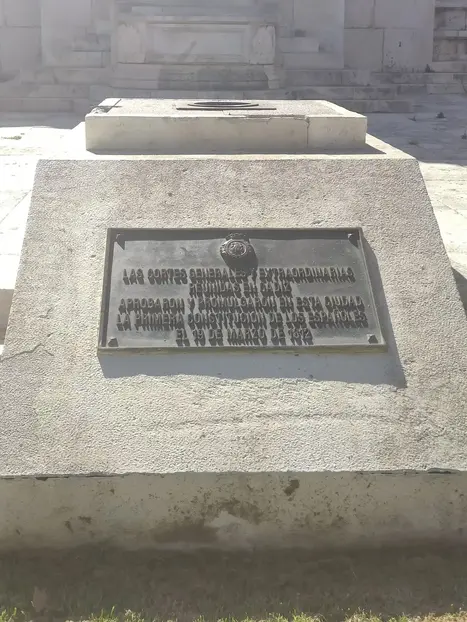 LAS CORTES GENERALES Y EXTRAORDINARIAS
REUNIDAS EN CADIZ
APROBARON Y PROMULGARON EN ESTA CIUDAD
LA PRIMERA CONSTITUCION DE LOS ESPAÑOLES
EL 19 DE MARZO DE 1812